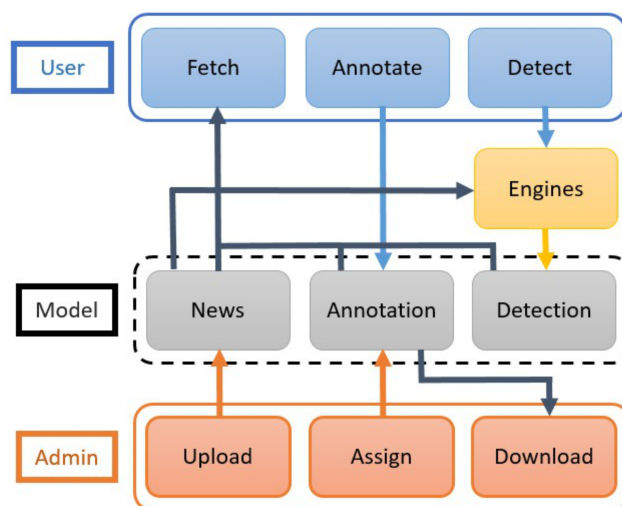 User
Fetch
Annotate
Detect
Engines
Model
News
Annotation
Detection
Admin
Upload
Assign
Download